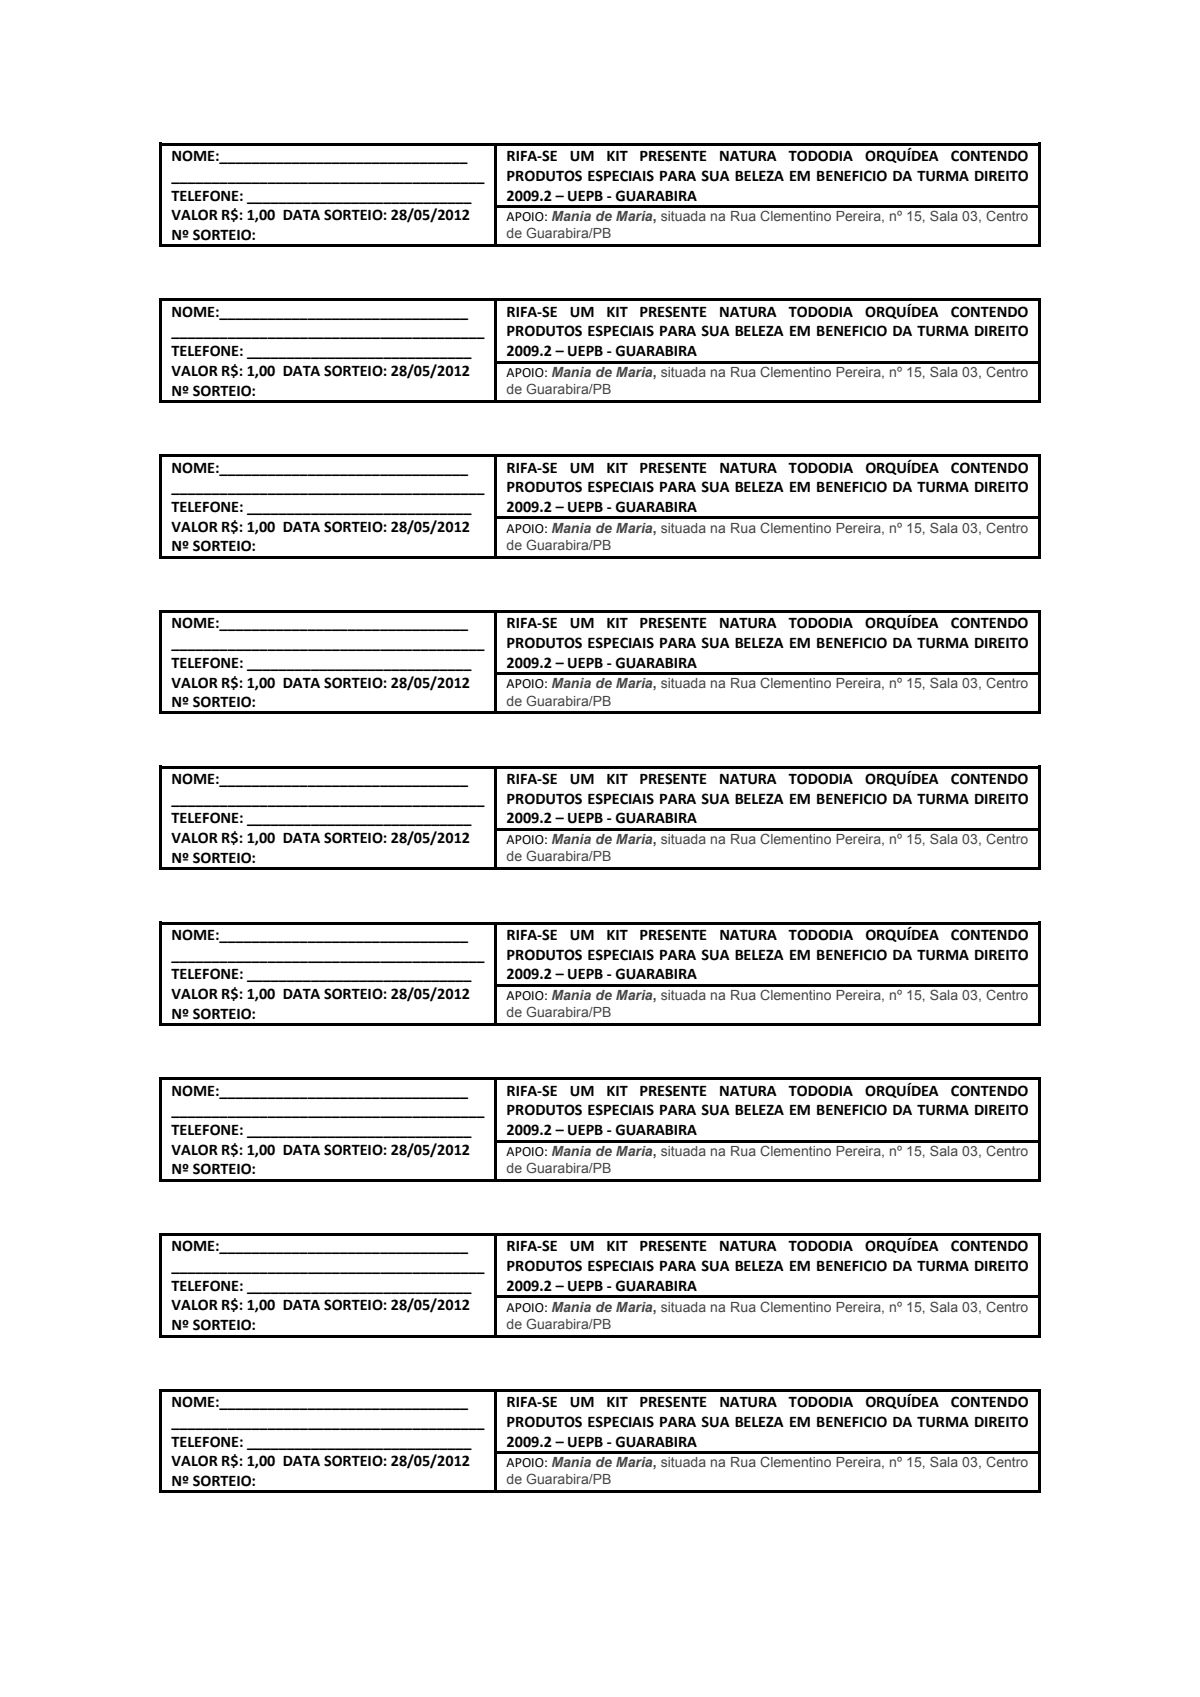 NOME:_______________________________
_______________________________________
TELEFONE: ____________________________
VALOR R$: 1,00  DATA SORTEIO: 28/05/2012
Nº SORTEIO:
RIFA-SE UM KIT PRESENTE NATURA TODODIA ORQUÍDEA CONTENDO
PRODUTOS ESPECIAIS PARA SUA BELEZA EM BENEFICIO DA TURMA DIREITO
2009.2 – UEPB - GUARABIRA
APOIO: Mania de Maria, situada na Rua Clementino Pereira, nº 15, Sala 03, Centro
de Guarabira/PB
NOME:_______________________________
_______________________________________
TELEFONE: ____________________________
VALOR R$: 1,00  DATA SORTEIO: 28/05/2012
Nº SORTEIO:
RIFA-SE UM KIT PRESENTE NATURA TODODIA ORQUÍDEA CONTENDO
PRODUTOS ESPECIAIS PARA SUA BELEZA EM BENEFICIO DA TURMA DIREITO
2009.2 – UEPB - GUARABIRA
APOIO: Mania de Maria, situada na Rua Clementino Pereira, nº 15, Sala 03, Centro
de Guarabira/PB
NOME:_______________________________
_______________________________________
TELEFONE: ____________________________
VALOR R$: 1,00  DATA SORTEIO: 28/05/2012
Nº SORTEIO:
RIFA-SE UM KIT PRESENTE NATURA TODODIA ORQUÍDEA CONTENDO
PRODUTOS ESPECIAIS PARA SUA BELEZA EM BENEFICIO DA TURMA DIREITO
2009.2 – UEPB - GUARABIRA
APOIO: Mania de Maria, situada na Rua Clementino Pereira, nº 15, Sala 03, Centro
de Guarabira/PB
NOME:_______________________________
_______________________________________
TELEFONE: ____________________________
VALOR R$: 1,00  DATA SORTEIO: 28/05/2012
Nº SORTEIO:
RIFA-SE UM KIT PRESENTE NATURA TODODIA ORQUÍDEA CONTENDO
PRODUTOS ESPECIAIS PARA SUA BELEZA EM BENEFICIO DA TURMA DIREITO
2009.2 – UEPB - GUARABIRA
APOIO: Mania de Maria, situada na Rua Clementino Pereira, nº 15, Sala 03, Centro
de Guarabira/PB
NOME:_______________________________
_______________________________________
TELEFONE: ____________________________
VALOR R$: 1,00  DATA SORTEIO: 28/05/2012
Nº SORTEIO:
RIFA-SE UM KIT PRESENTE NATURA TODODIA ORQUÍDEA CONTENDO
PRODUTOS ESPECIAIS PARA SUA BELEZA EM BENEFICIO DA TURMA DIREITO
2009.2 – UEPB - GUARABIRA
APOIO: Mania de Maria, situada na Rua Clementino Pereira, nº 15, Sala 03, Centro
de Guarabira/PB
NOME:_______________________________
_______________________________________
TELEFONE: ____________________________
VALOR R$: 1,00  DATA SORTEIO: 28/05/2012
Nº SORTEIO:
RIFA-SE UM KIT PRESENTE NATURA TODODIA ORQUÍDEA CONTENDO
PRODUTOS ESPECIAIS PARA SUA BELEZA EM BENEFICIO DA TURMA DIREITO
2009.2 – UEPB - GUARABIRA
APOIO: Mania de Maria, situada na Rua Clementino Pereira, nº 15, Sala 03, Centro
de Guarabira/PB
NOME:_______________________________
_______________________________________
TELEFONE: ____________________________
VALOR R$: 1,00  DATA SORTEIO: 28/05/2012
Nº SORTEIO:
RIFA-SE UM KIT PRESENTE NATURA TODODIA ORQUÍDEA CONTENDO
PRODUTOS ESPECIAIS PARA SUA BELEZA EM BENEFICIO DA TURMA DIREITO
2009.2 – UEPB - GUARABIRA
APOIO: Mania de Maria, situada na Rua Clementino Pereira, nº 15, Sala 03, Centro
de Guarabira/PB
NOME:_______________________________
_______________________________________
TELEFONE: ____________________________
VALOR R$: 1,00  DATA SORTEIO: 28/05/2012
Nº SORTEIO:
RIFA-SE UM KIT PRESENTE NATURA TODODIA ORQUÍDEA CONTENDO
PRODUTOS ESPECIAIS PARA SUA BELEZA EM BENEFICIO DA TURMA DIREITO
2009.2 – UEPB - GUARABIRA
APOIO: Mania de Maria, situada na Rua Clementino Pereira, nº 15, Sala 03, Centro
de Guarabira/PB
NOME:_______________________________
_______________________________________
TELEFONE: ____________________________
VALOR R$: 1,00  DATA SORTEIO: 28/05/2012
Nº SORTEIO:
RIFA-SE UM KIT PRESENTE NATURA TODODIA ORQUÍDEA CONTENDO
PRODUTOS ESPECIAIS PARA SUA BELEZA EM BENEFICIO DA TURMA DIREITO
2009.2 – UEPB - GUARABIRA
APOIO: Mania de Maria, situada na Rua Clementino Pereira, nº 15, Sala 03, Centro
de Guarabira/PB